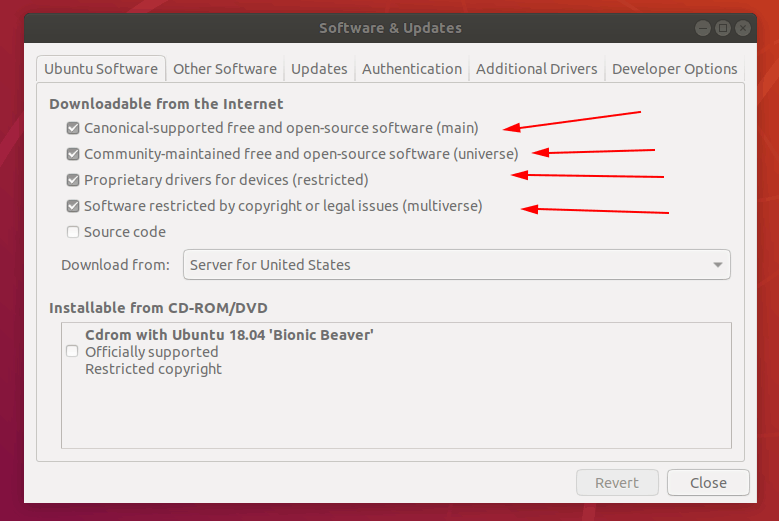 Software & Updates
Ubuntu Software
Other Software
Updates
Authentication
Additional Drivers
Developer Options
Downloadable from the Internet
Canonical-supported free and open-source software (main)
Community-maintained free and open-source software (universe)
Proprietary drivers for devices (restricted)
Software restricted by copyright or legal issues (multiverse)
Source code
Download from: Server for United States
Installable from CD-ROM/DVD
Cdrom with Ubuntu 18.04 'Bionic Beaver'
Officially supported
Restricted copyright
Revert
Close